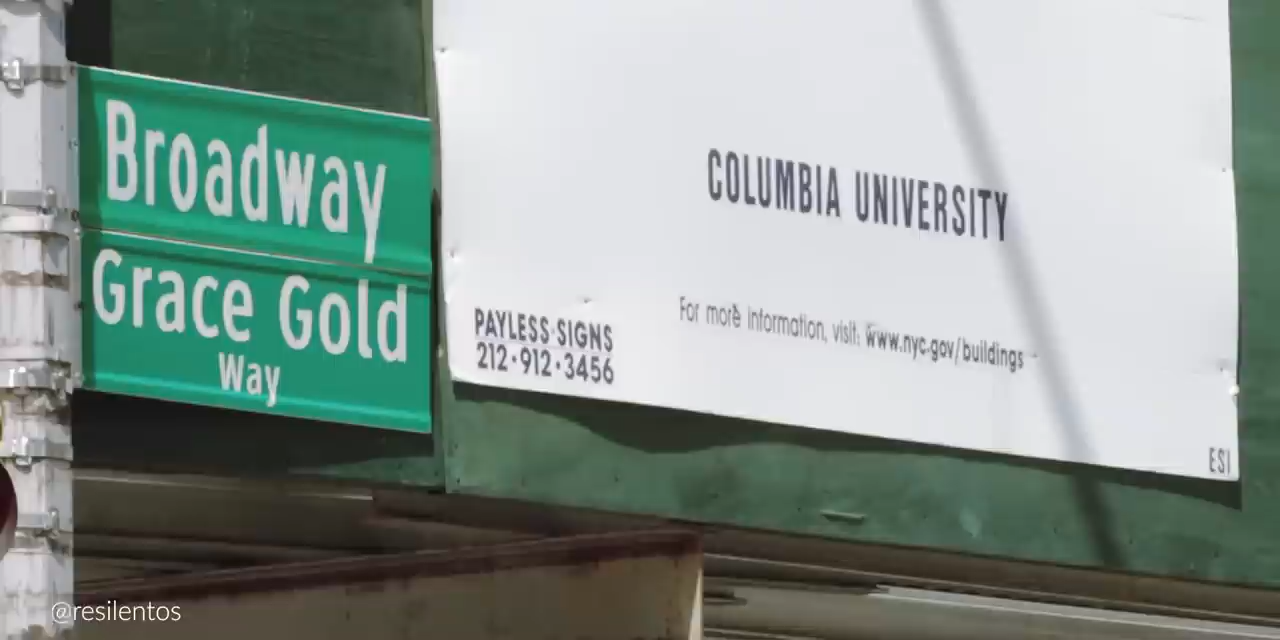 Broadway
Grace Gold
Way
COLUMBIA UNIVERSITY
For more information, visit: www.nyc.gov/buildings
PAYLESS·SIGNS
212·912·3456
ESI
@resilentos